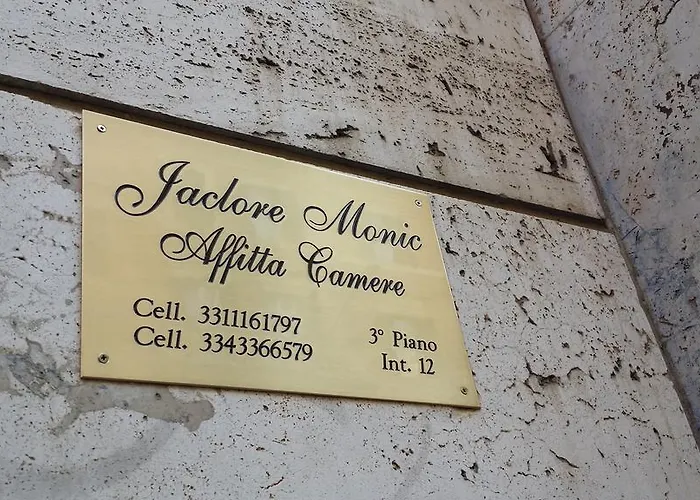 Jaclore Monic
Affitta Camere
Cell. 3311161797
Cell. 3343366579
3° Piano
Int. 12